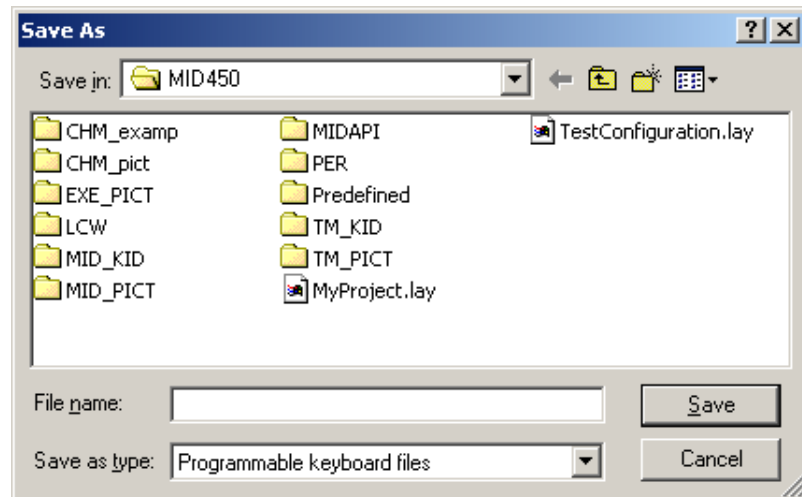 Save As
Save in: MID450
CHM_examp
CHM_pict
EXE_PICT
LCW
MID_KID
MID_PICT
MIDAPI
PER
Predefined
TM_KID
TM_PICT
MyProject.lay
TestConfiguration.lay
File name:
Save
Save as type: Programmable keyboard files
Cancel